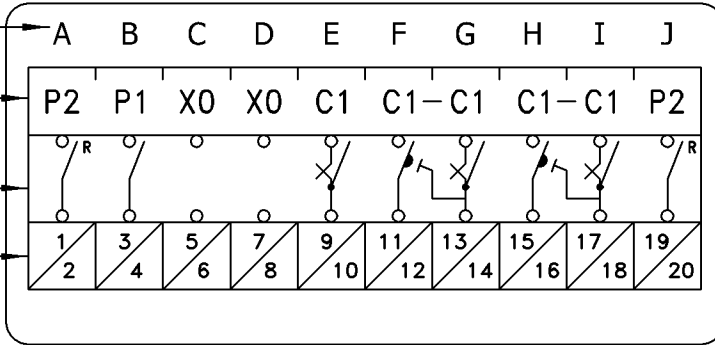 A B C D E F G H I J
P2 P1 X0 X0 C1 C1-C1 C1-C1 P2
R R
1 3 5 7 9 11 13 15 17 19
2 4 6 8 10 12 14 16 18 20